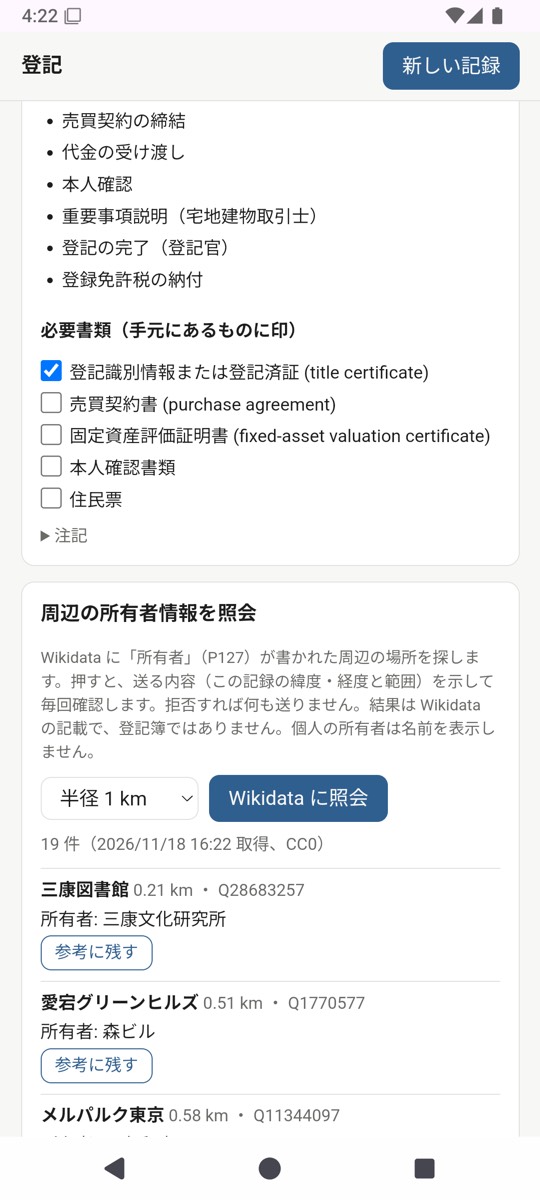 4:22
登記
新しい記録
• 売買契約の締結
• 代金の受け渡し
• 本人確認
• 重要事項説明（宅地建物取引士）
• 登記の完了（登記官）
• 登録免許税の納付
必要書類（手元にあるものに印）
登記識別情報または登記済証 (title certificate)
売買契約書 (purchase agreement)
固定資産評価証明書 (fixed-asset valuation certificate)
本人確認書類
住民票
▶ 注記
周辺の所有者情報を照会
Wikidata に「所有者」（P127）が書かれた周辺の場所を探しま
す。押すと、送る内容（この記録の緯度・経度と範囲）を示して
毎回確認します。拒否すれば何も送りません。結果は Wikidata
の記載で、登記簿ではありません。個人の所有者は名前を表示し
ません。
半径 1 km
Wikidata に照会
19 件（2026/11/18 16:22 取得、CC0）
三康図書館 0.21 km ・ Q28683257
所有者: 三康文化研究所
参考に残す
愛宕グリーンヒルズ 0.51 km ・ Q1770577
所有者: 森ビル
参考に残す
メルパルク東京 0.58 km ・ Q11344097